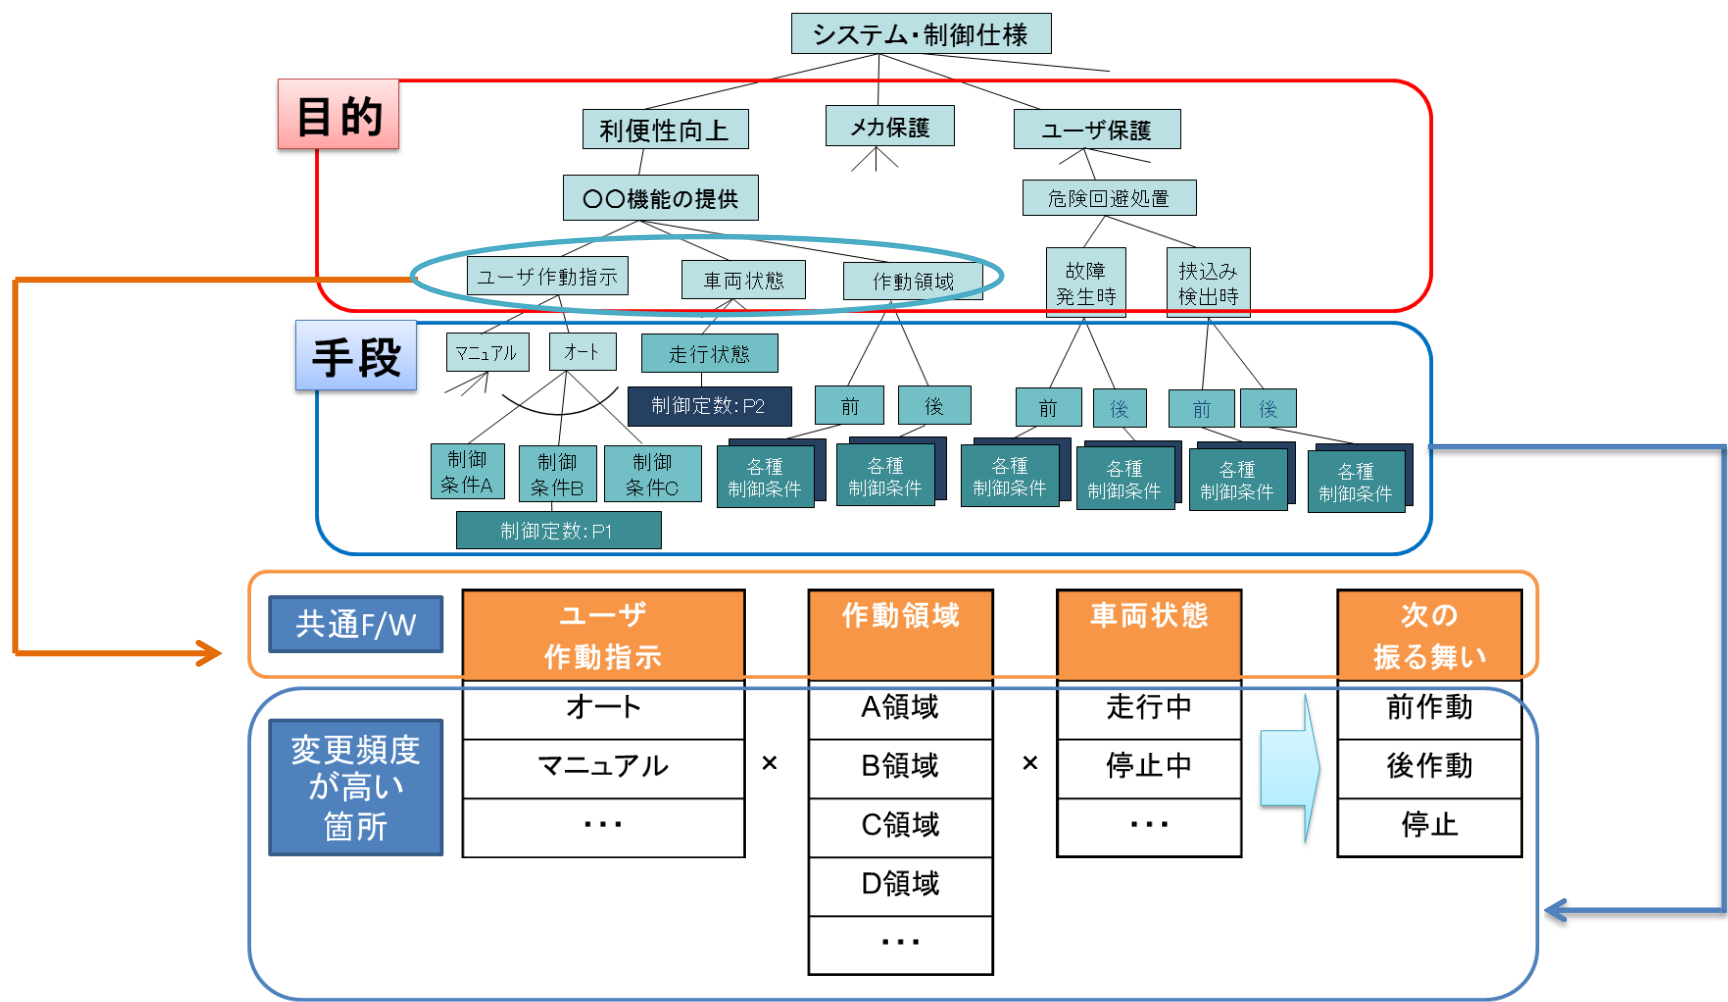 システム・制御仕様
目的
利便性向上
メカ保護
ユーザ保護
〇〇機能の提供
危険回避処置
ユーザ作動指示
車両状態
作動領域
故障
発生時
挟込み
検出時
手段
マニュアル
オート
走行状態
制御定数:P2
前
後
前
後
前
後
制御
条件A
制御
条件B
制御
条件C
各種
制御条件
各種
制御条件
各種
制御条件
各種
制御条件
各種
制御条件
各種
制御条件
制御定数:P1
共通F/W
ユーザ
作動指示
作動領域
車両状態
次の
振る舞い
変更頻度
が高い
箇所
オート
マニュアル
・・・
×
A領域
B領域
C領域
D領域
・・・
×
走行中
停止中
・・・
前作動
後作動
停止